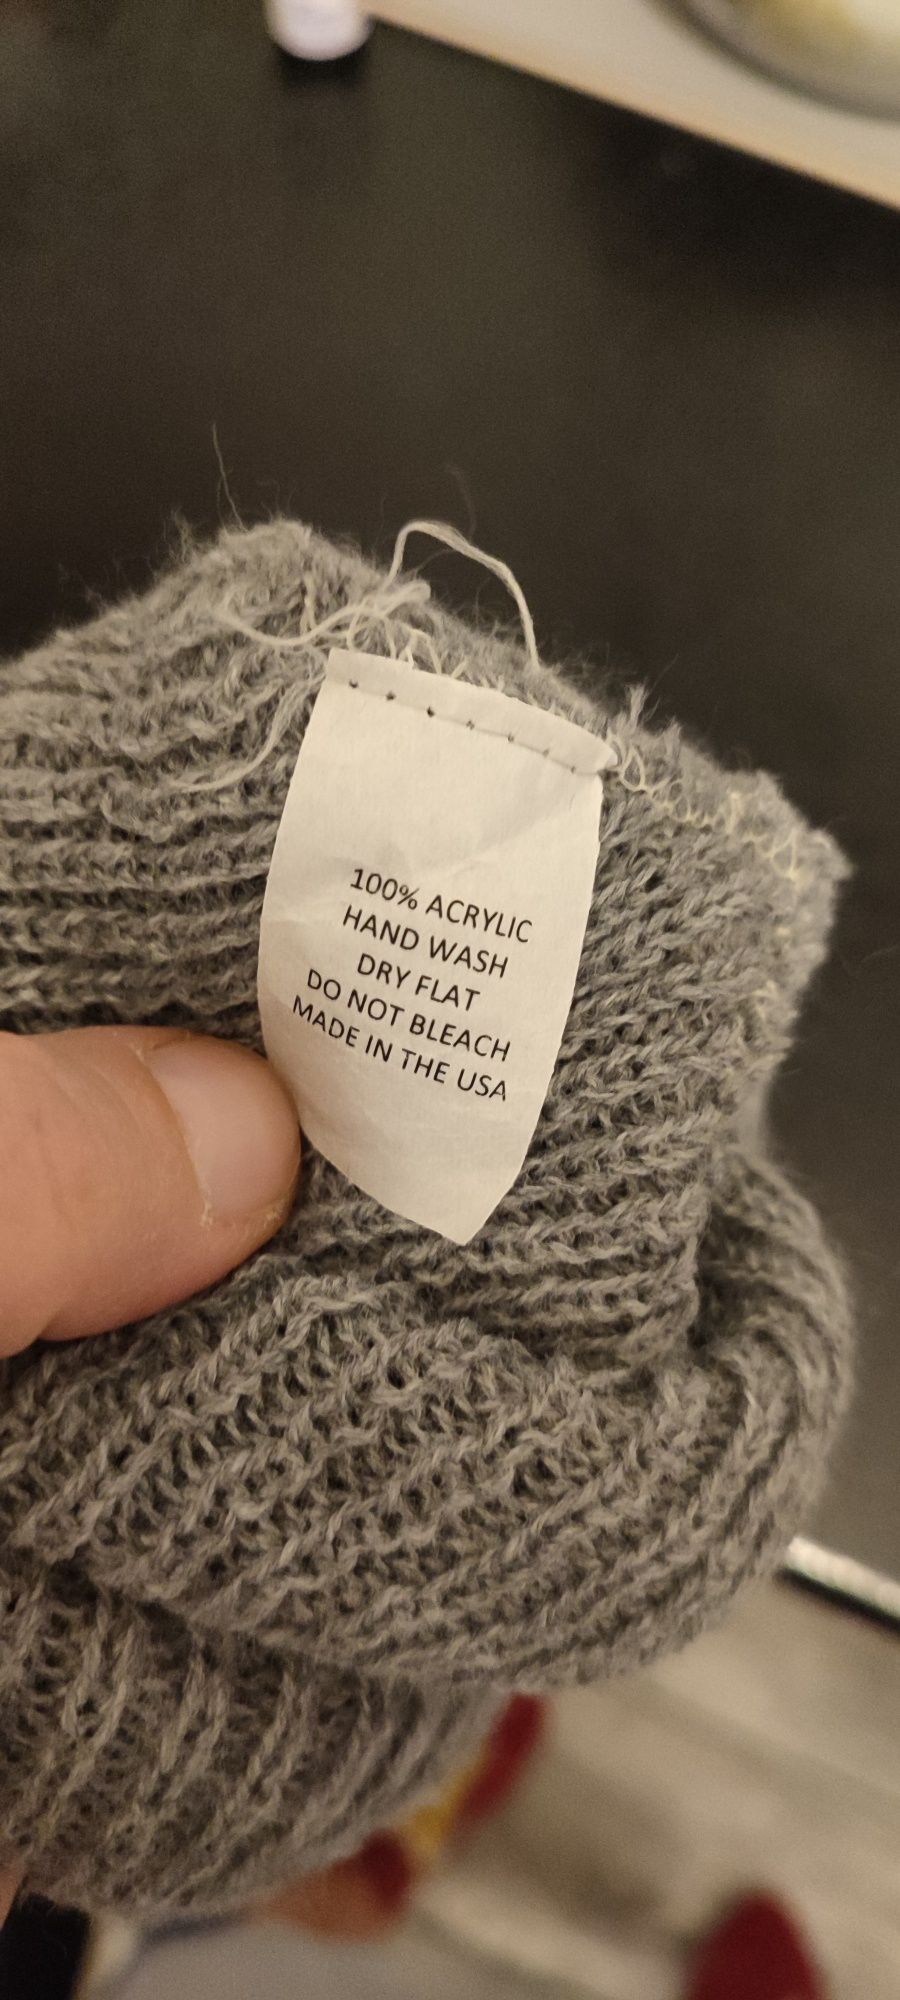 100% ACRYLIC
HAND WASH
DRY FLAT
DO NOT BLEACH
MADE IN THE USA